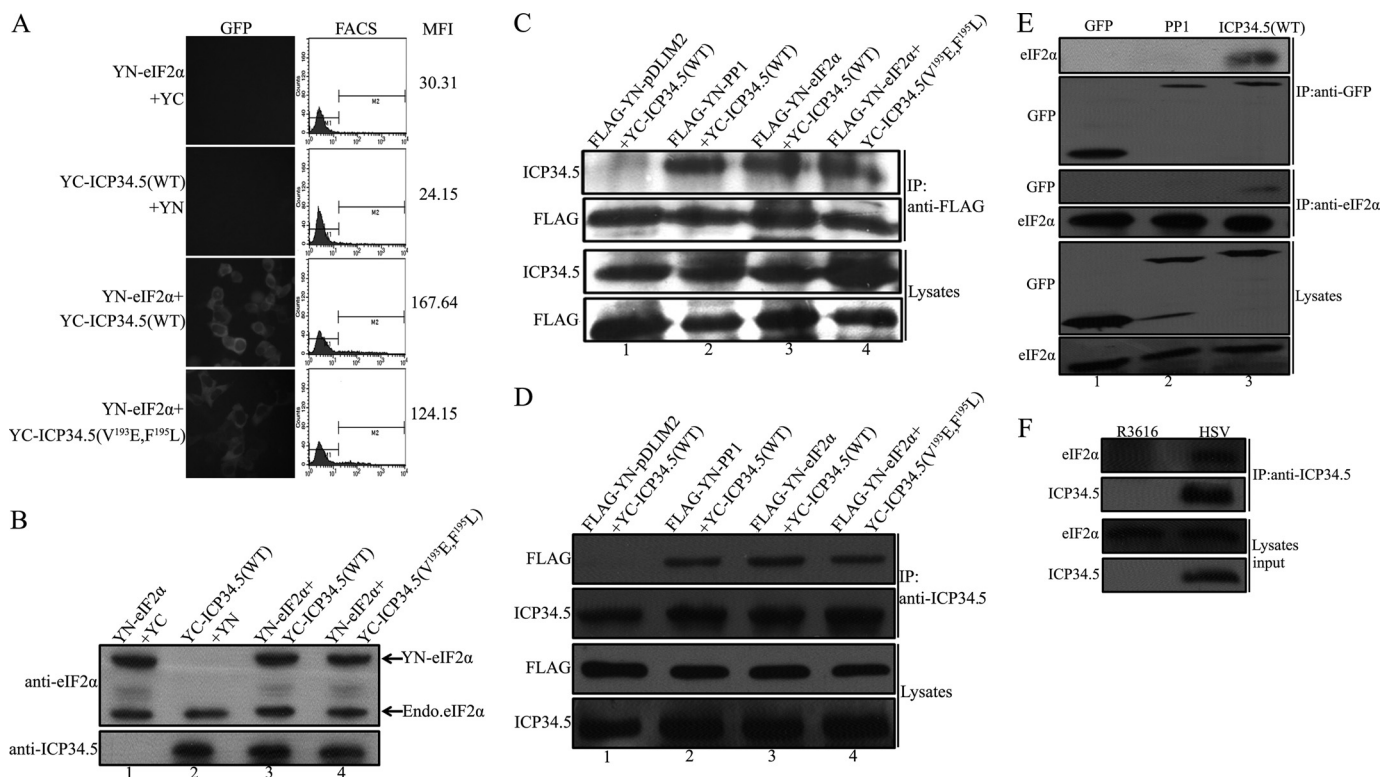 A
GFP
FACS
MFI
YN-eIF2α
+YC
30.31
YC-ICP34.5(WT)
+YN
24.15
YN-eIF2α+
YC-ICP34.5(WT)
167.64
YN-eIF2α+
YC-ICP34.5(V¹⁹³E,F¹⁹⁵L)
124.15
Counts
M1
M2
Counts
M1
M2
Counts
M1
M2
Counts
M1
M2
B
YN-eIF2α
+YC
YC-ICP34.5(WT)
+YN
YN-eIF2α+
YC-ICP34.5(WT)
YN-eIF2α+
YC-ICP34.5(V¹⁹³E,F¹⁹⁵L)
anti-eIF2α
YN-eIF2α
Endo.eIF2α
anti-ICP34.5
1 2 3 4
C
FLAG-YN-pDLIM2
+YC-ICP34.5(WT)
FLAG-YN-PP1
+YC-ICP34.5(WT)
FLAG-YN-eIF2α
+YC-ICP34.5(WT)
FLAG-YN-eIF2α+
YC-ICP34.5(V¹⁹³E,F¹⁹⁵L)
ICP34.5
FLAG
IP:
anti-FLAG
ICP34.5
FLAG
Lysates
1 2 3 4
D
FLAG-YN-pDLIM2
+YC-ICP34.5(WT)
FLAG-YN-PP1
+YC-ICP34.5(WT)
FLAG-YN-eIF2α
+YC-ICP34.5(WT)
FLAG-YN-eIF2α+
YC-ICP34.5(V¹⁹³E,F¹⁹⁵L)
FLAG
ICP34.5
IP:
anti-ICP34.5
FLAG
ICP34.5
Lysates
1 2 3 4
E
GFP PP1 ICP34.5(WT)
eIF2α
GFP
IP:anti-GFP
GFP
eIF2α
IP:anti-eIF2α
GFP
eIF2α
Lysates
1 2 3
F
R3616 HSV
eIF2α
ICP34.5
IP:anti-ICP34.5
eIF2α
ICP34.5
Lysates
input